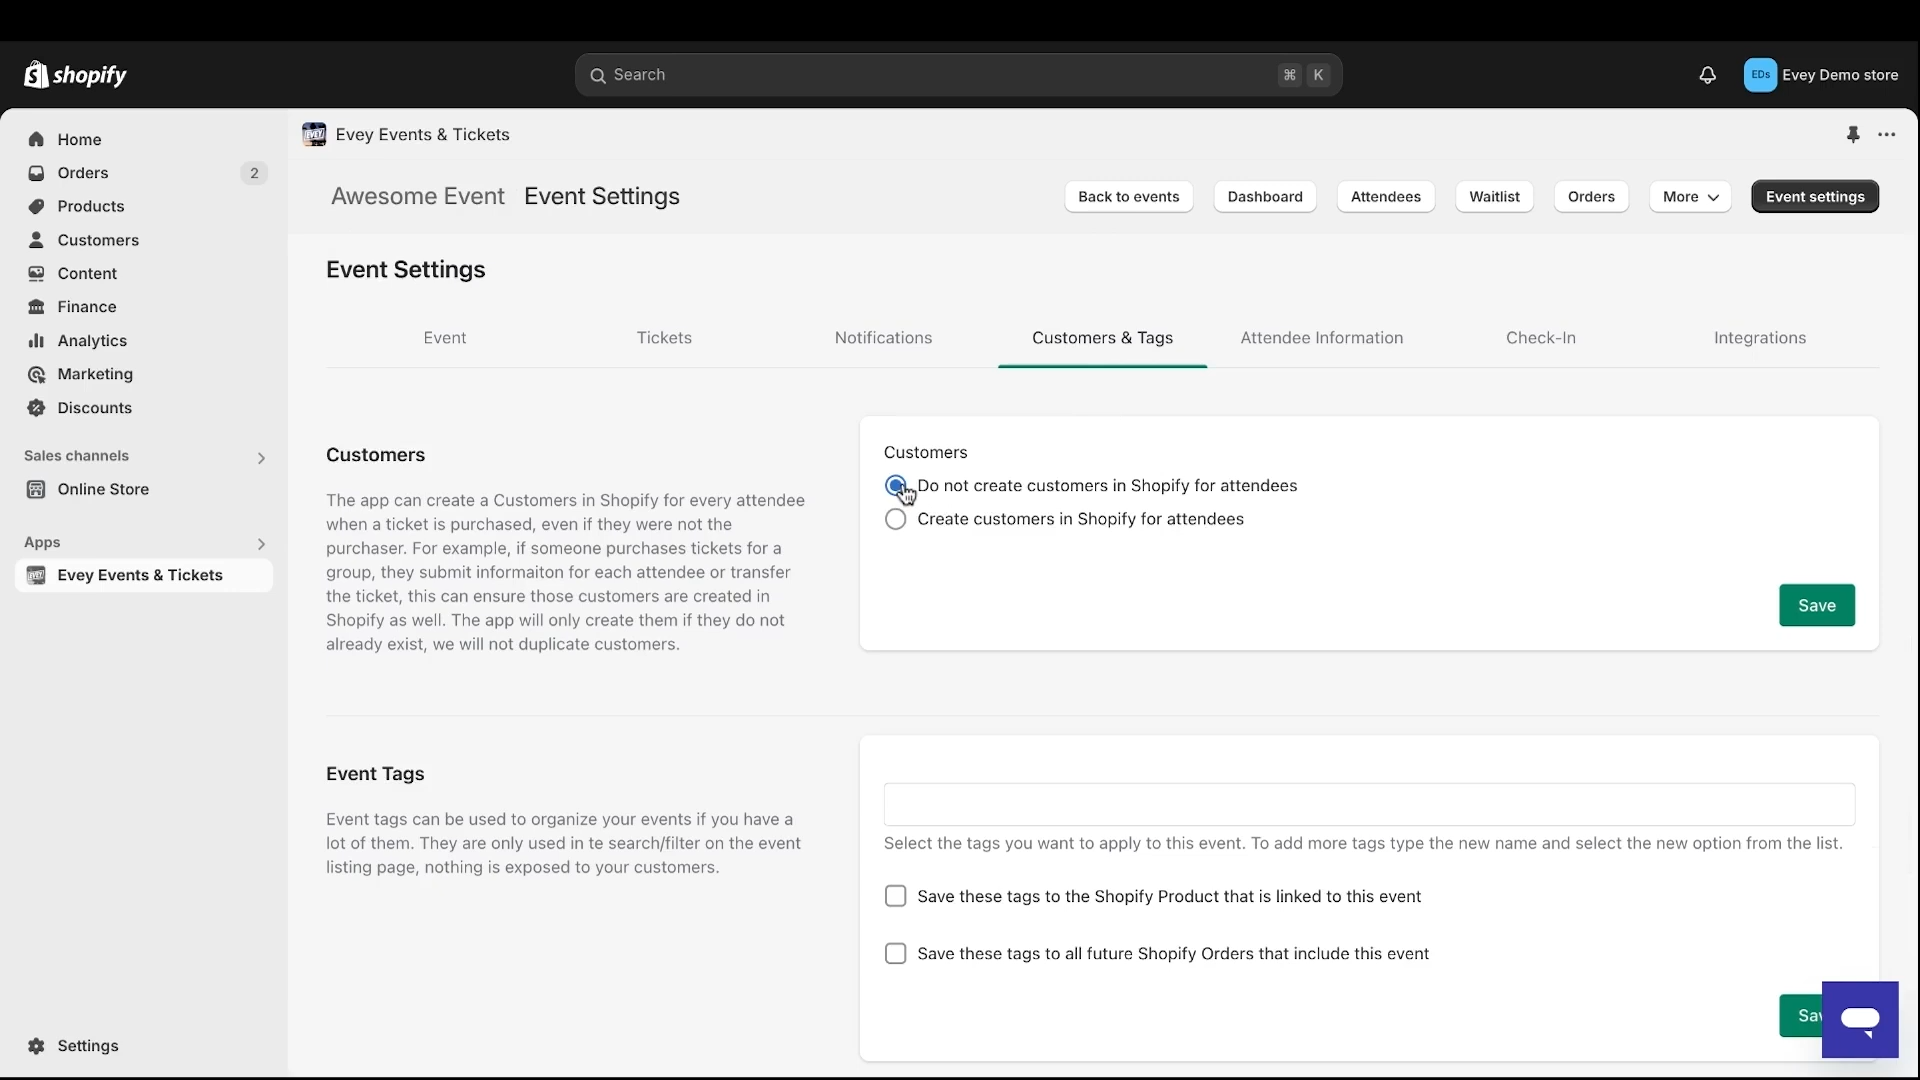 shopify
Search
⌘ K
EDs Evey Demo store
Home
Orders 2
Products
Customers
Content
Finance
Analytics
Marketing
Discounts
Sales channels
Online Store
Apps
Evey Events & Tickets
Settings
EVEY Evey Events & Tickets
Awesome Event Event Settings
Back to events
Dashboard
Attendees
Waitlist
Orders
More
Event settings
Event Settings
Event
Tickets
Notifications
Customers & Tags
Attendee Information
Check-In
Integrations
Customers
The app can create a Customers in Shopify for every attendee
when a ticket is purchased, even if they were not the
purchaser. For example, if someone purchases tickets for a
group, they submit informaiton for each attendee or transfer
the ticket, this can ensure those customers are created in
Shopify as well. The app will only create them if they do not
already exist, we will not duplicate customers.
Customers
Do not create customers in Shopify for attendees
Create customers in Shopify for attendees
Save
Event Tags
Event tags can be used to organize your events if you have a
lot of them. They are only used in te search/filter on the event
listing page, nothing is exposed to your customers.
Select the tags you want to apply to this event. To add more tags type the new name and select the new option from the list.
Save these tags to the Shopify Product that is linked to this event
Save these tags to all future Shopify Orders that include this event
Sav